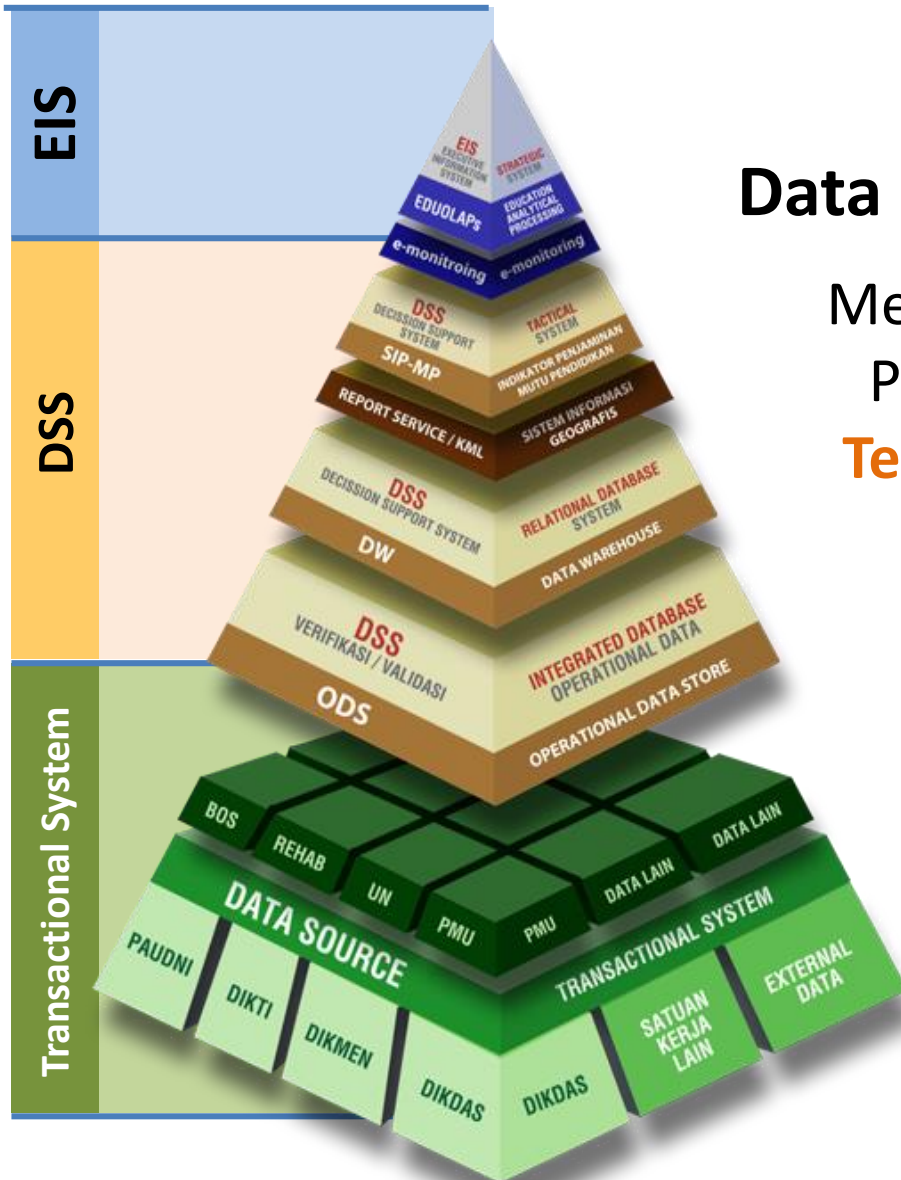 EIS
DSS
Transactional System
Data
EIS
EXECUTIVE
INFORMATION
SYSTEM
STRATEGIC
SYSTEM
EDUOLAPs
EDUCATION
ANALYTICAL
PROCESSING
e-monitroing
e-monitoring
DSS
DECISSION SUPPORT
SYSTEM
TACTICAL
SYSTEM
SIP-MP
INDIKATOR PENJAMINAN
MUTU PENDIDIKAN
REPORT SERVICE / KML
SISTEM INFORMASI
GEOGRAFIS
DSS
DECISSION SUPPORT SYSTEM
RELATIONAL DATABASE
SYSTEM
DW
DATA WAREHOUSE
DSS
VERIFIKASI / VALIDASI
INTEGRATED DATABASE
OPERATIONAL DATA
ODS
OPERATIONAL DATA STORE
BOS
REHAB
UN
PMU
PMU
DATA LAIN
DATA LAIN
DATA SOURCE
TRANSACTIONAL SYSTEM
PAUDNI
DIKTI
DIKMEN
DIKDAS
DIKDAS
SATUAN
KERJA
LAIN
EXTERNAL
DATA